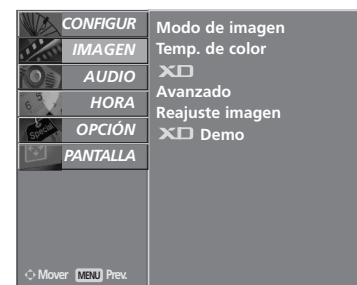 CONFIGUR
IMAGEN
AUDIO
HORA
OPCIÓN
PANTALLA
Mover MENU Prev.
Modo de imagen
Temp. de color
XD
Avanzado
Reajuste imagen
XD Demo